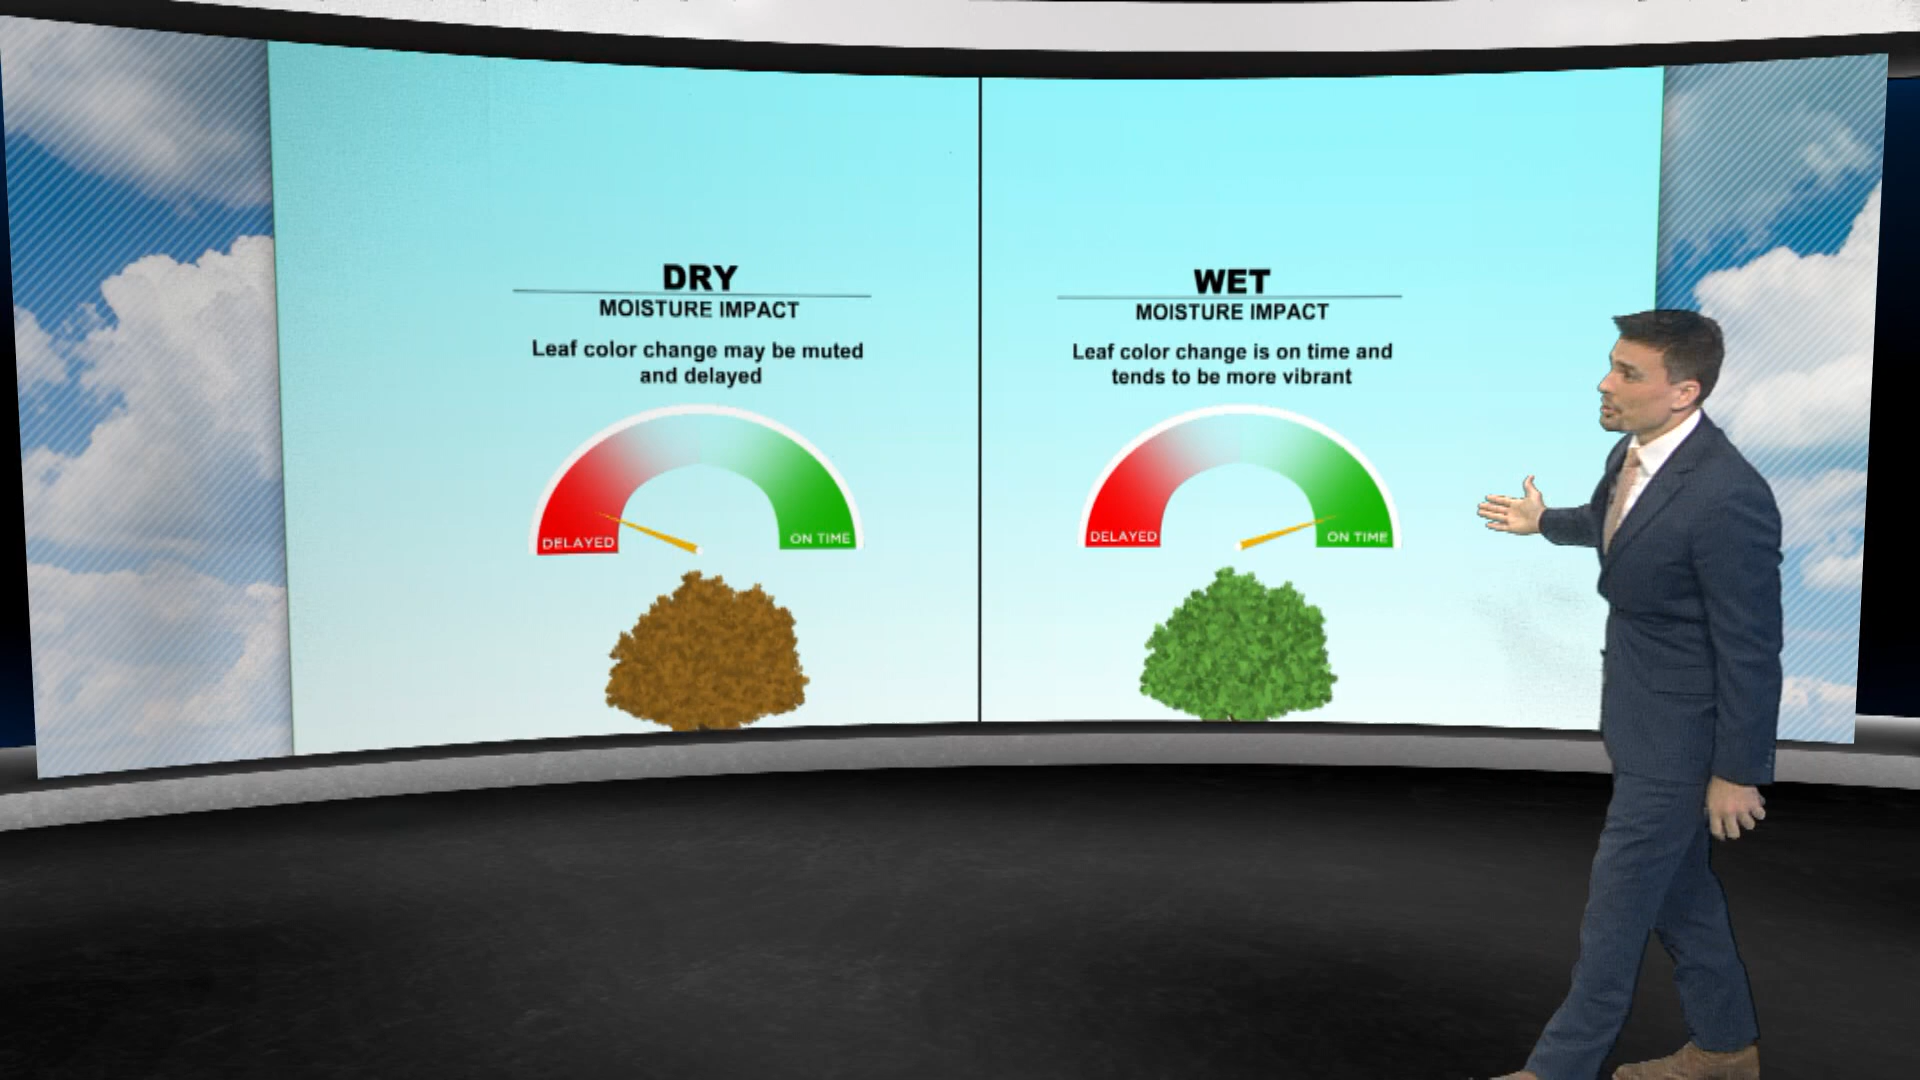 DRY
MOISTURE IMPACT
Leaf color change may be muted
and delayed
DELAYED
ON TIME
WET
MOISTURE IMPACT
Leaf color change is on time and
tends to be more vibrant
DELAYED
ON TIME